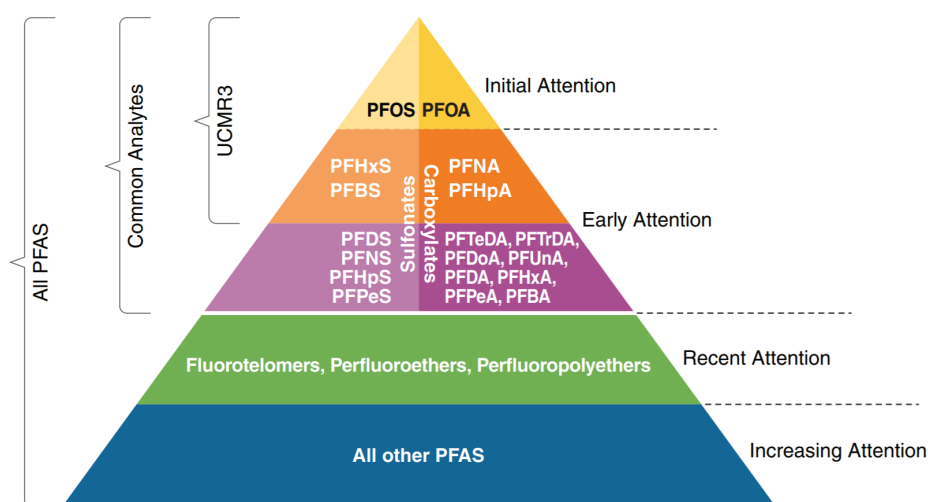 All PFAS
Common Analytes
UCMR3
PFOS PFOA
Initial Attention
PFHxS
PFBS
Sulfonates
Carboxylates
PFNA
PFHpA
Early Attention
PFDS
PFNS
PFHpS
PFPeS
PFTeDA, PFTrDA,
PFDoA, PFUnA,
PFDA, PFHxA,
PFPeA, PFBA
Fluorotelomers, Perfluoroethers, Perfluoropolyethers
Recent Attention
All other PFAS
Increasing Attention